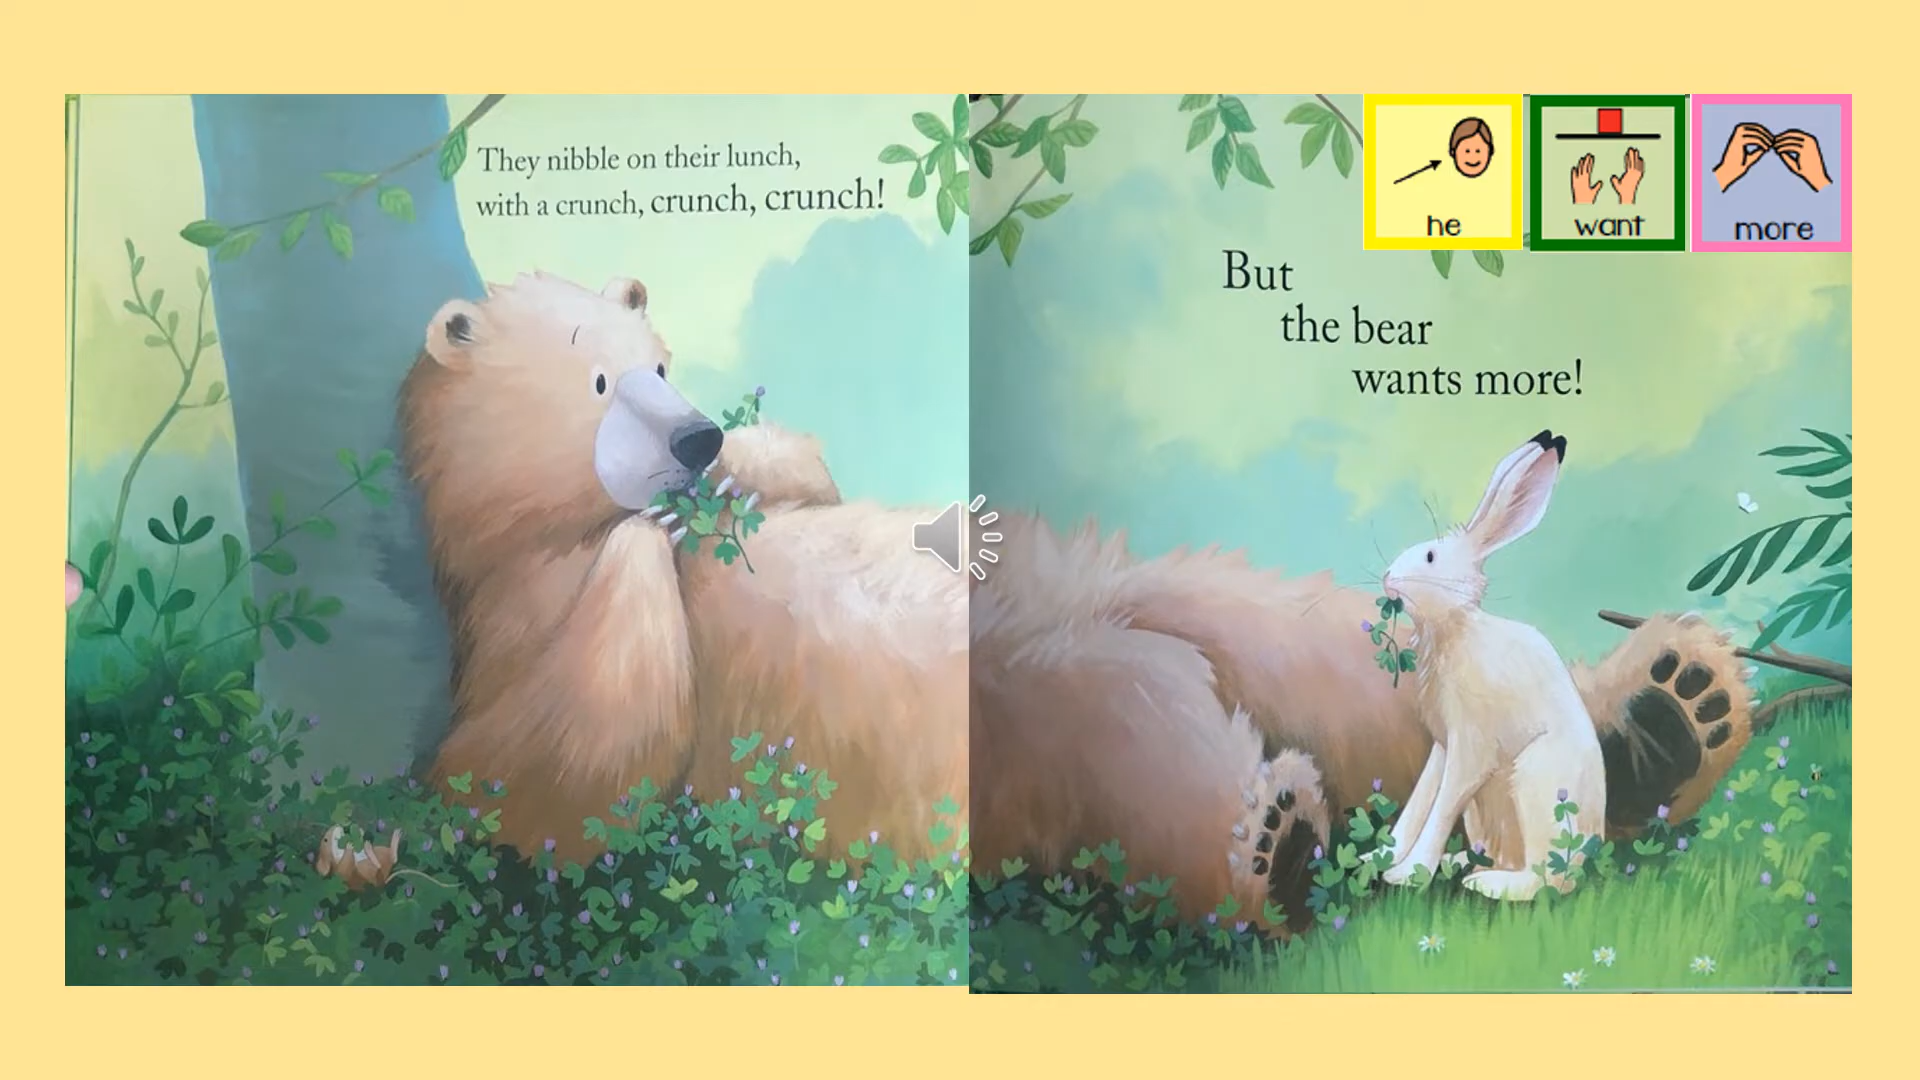 They nibble on their lunch,
with a crunch, crunch, crunch!
he
want
more
But
the bear
wants more!